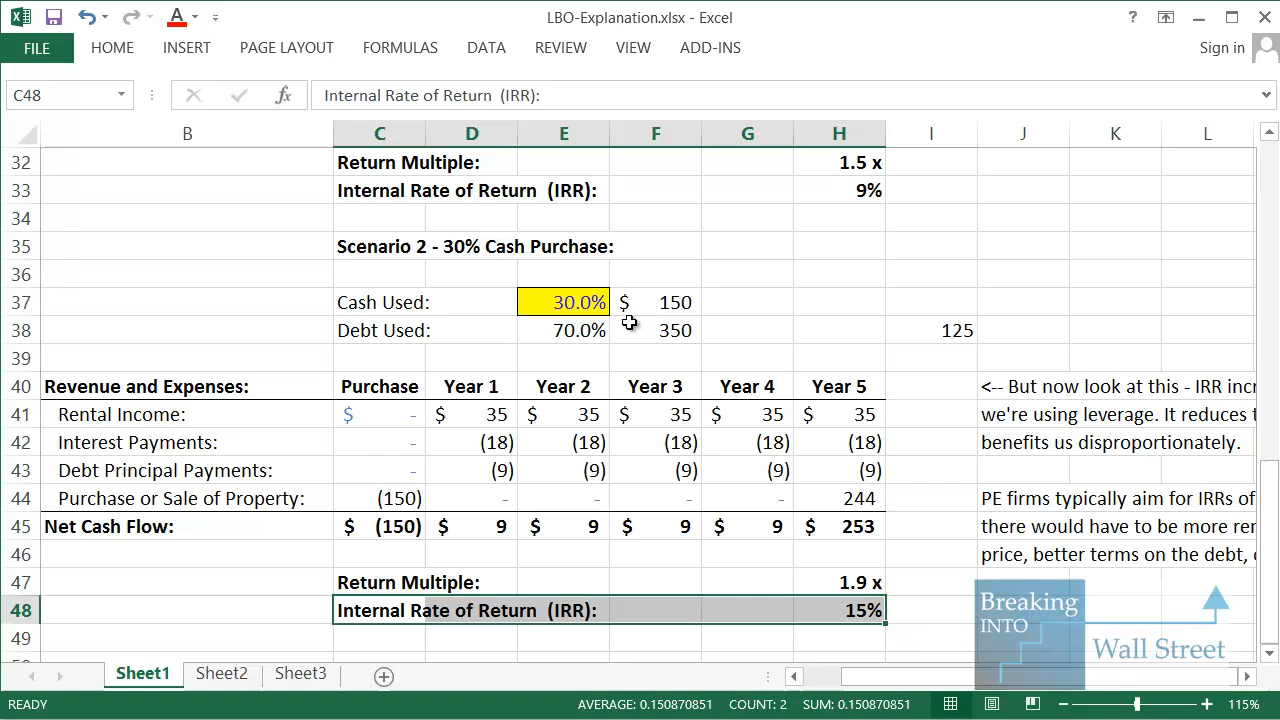 LBO-Explanation.xlsx - Excel
FILE HOME INSERT PAGE LAYOUT FORMULAS DATA REVIEW VIEW ADD-INS Sign in
C48 fx Internal Rate of Return (IRR):
B C D E F G H I J K L
32 Return Multiple: 1.5 x
33 Internal Rate of Return (IRR): 9%
34
35 Scenario 2 - 30% Cash Purchase:
36
37 Cash Used: 30.0% $ 150
38 Debt Used: 70.0% 350 125
39
40 Revenue and Expenses: Purchase Year 1 Year 2 Year 3 Year 4 Year 5 <-- But now look at this - IRR
41 Rental Income: $ - $ 35 $ 35 $ 35 $ 35 $ 35 we're using leverage. It reduces
42 Interest Payments: - (18) (18) (18) (18) (18) benefits us disproportionately.
43 Debt Principal Payments: - (9) (9) (9) (9) (9)
44 Purchase or Sale of Property: (150) - - - - 244 PE firms typically aim for IRRs of
45 Net Cash Flow: $ (150) $ 9 $ 9 $ 9 $ 9 $ 253 there would have to be more
46 price, better terms on the debt,
47 Return Multiple: 1.9 x
48 Internal Rate of Return (IRR): 15%
49
Breaking
INTO
Wall Street
Sheet1 Sheet2 Sheet3
READY AVERAGE: 0.150870851 COUNT: 2 SUM: 0.150870851 115%